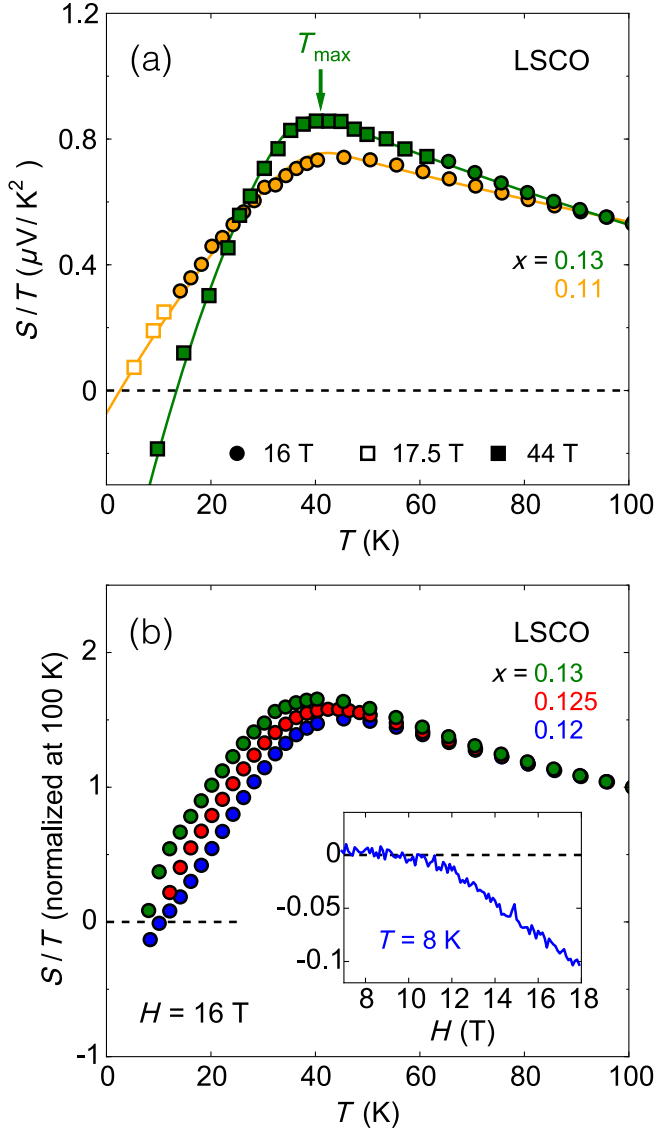 1.2
(a)
T_max
LSCO
0.8
0.4
0
S / T (µV / K²)
x = 0.13
0.11
16 T
17.5 T
44 T
0 20 40 60 80 100
T (K)
(b)
LSCO
2
x = 0.13
0.125
0.12
1
0
-1
S / T (normalized at 100 K)
0
-0.05
-0.1
T = 8 K
8 10 12 14 16 18
H (T)
H = 16 T
0 20 40 60 80 100
T (K)